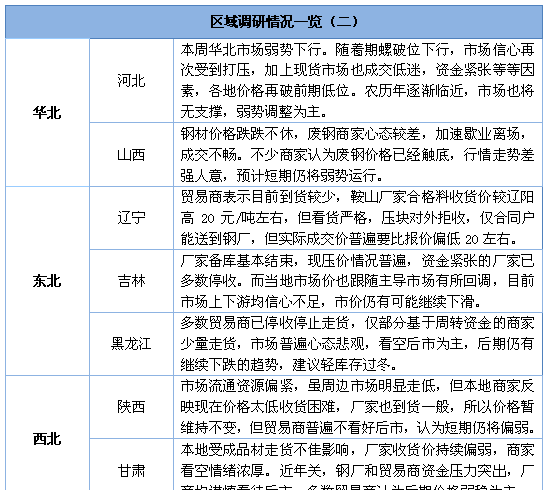 区域调研情况一览（二）
华北
河北
本周华北市场弱势下行。随着期螺破位下行，市场信心再
次受到打压，加上现货市场也成交低迷，资金紧张等等因
素，各地价格再破前期低位。农历年逐渐临近，市场也将
无支撑，弱势调整为主。
山西
钢材价格跌跌不休，废钢商家心态较差，加速歇业离场，
成交不畅。不少商家认为废钢价格已经触底，行情走势差
强人意，预计短期仍将弱势运行。
东北
辽宁
贸易商表示目前到货较少，鞍山厂家合格料收货价较辽阳
高 20 元/吨左右，但看货严格，压块对外拒收，仅合同户
能送到钢厂，但实际成交价普遍要比报价偏低 20 左右。
吉林
厂家备库基本结束，现压价情况普遍，资金紧张的厂家已
多数停收。而当地市场价也跟随主导市场有所回调，目前
市场上下游均信心不足，市价仍有可能继续下滑。
黑龙江
多数贸易商已停收停止走货，仅部分基于周转资金的商家
少量走货，市场普遍心态悲观，看空后市为主，后期仍有
继续下跌的趋势，建议轻库存过冬。
西北
陕西
市场流通资源偏紧，虽周边市场明显走低，但本地商家反
映现在价格太低收货困难，厂家也到货一般，所以价格暂
维持不变，但贸易商普遍不看好后市，认为短期仍将偏弱。
甘肃
本地受成品材走货不佳影响，厂家收货价持续偏弱，商家
看空情绪浓厚。近年关，钢厂和贸易商资金压力突出，厂
商均谨慎看待后市，多数贸易商认为后期价格弱稳为主。